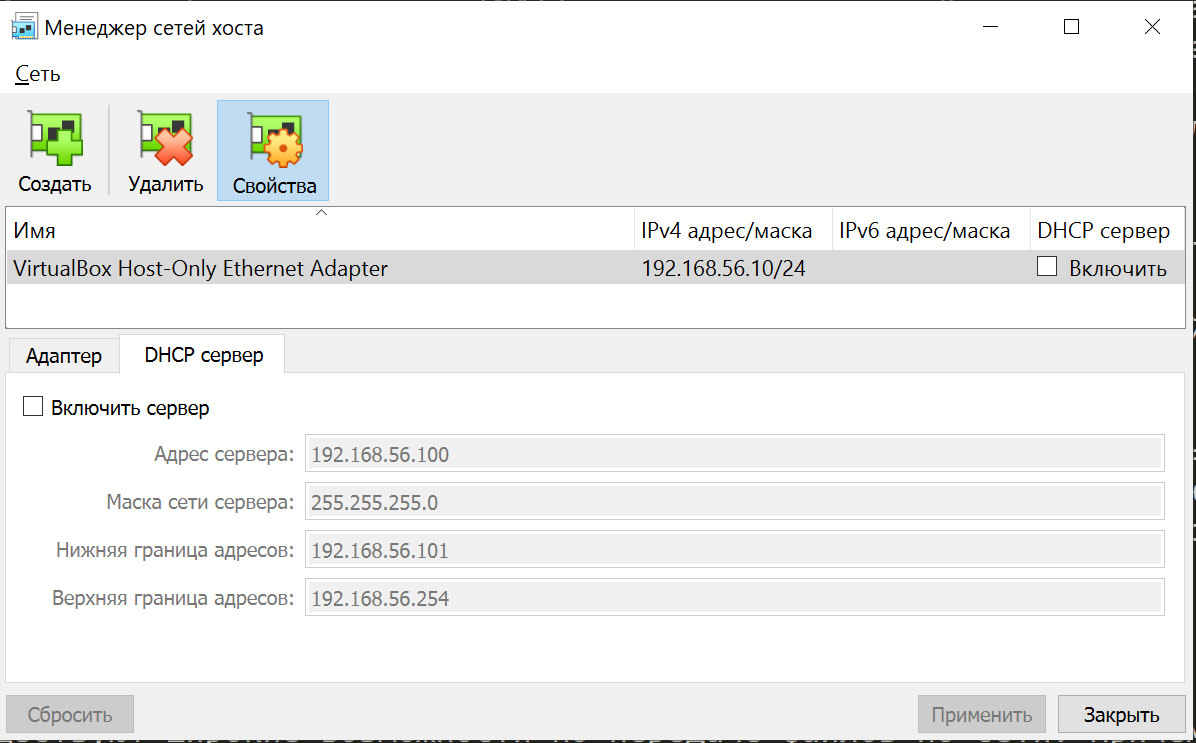 Менеджер сетей хоста
Сеть
Создать Удалить Свойства
Имя IPv4 адрес/маска IPv6 адрес/маска DHCP сервер
VirtualBox Host-Only Ethernet Adapter 192.168.56.10/24 Включить
Адаптер DHCP сервер
Включить сервер
Адрес сервера: 192.168.56.100
Маска сети сервера: 255.255.255.0
Нижняя граница адресов: 192.168.56.101
Верхняя граница адресов: 192.168.56.254
Сбросить Применить Закрыть